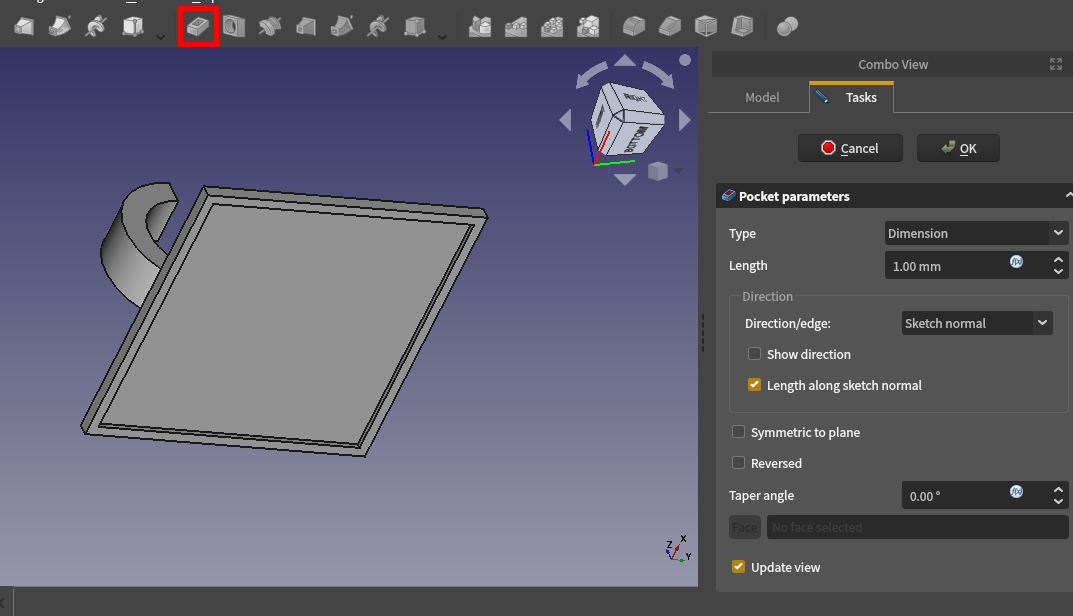 Combo View
Model
Tasks
Cancel
OK
Pocket parameters
Type
Dimension
Length
1.00 mm
Direction
Direction/edge:
Sketch normal
Show direction
Length along sketch normal
Symmetric to plane
Reversed
Taper angle
0.00 °
Face
No face selected
Update view
RIGHT
BOTTOM
Z
X
Y